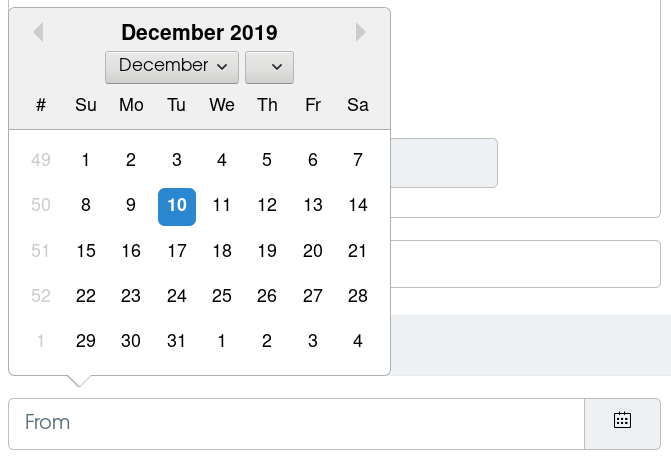 December 2019
December
# Su Mo Tu We Th Fr Sa
49 1 2 3 4 5 6 7
50 8 9 10 11 12 13 14
51 15 16 17 18 19 20 21
52 22 23 24 25 26 27 28
1 29 30 31 1 2 3 4
From